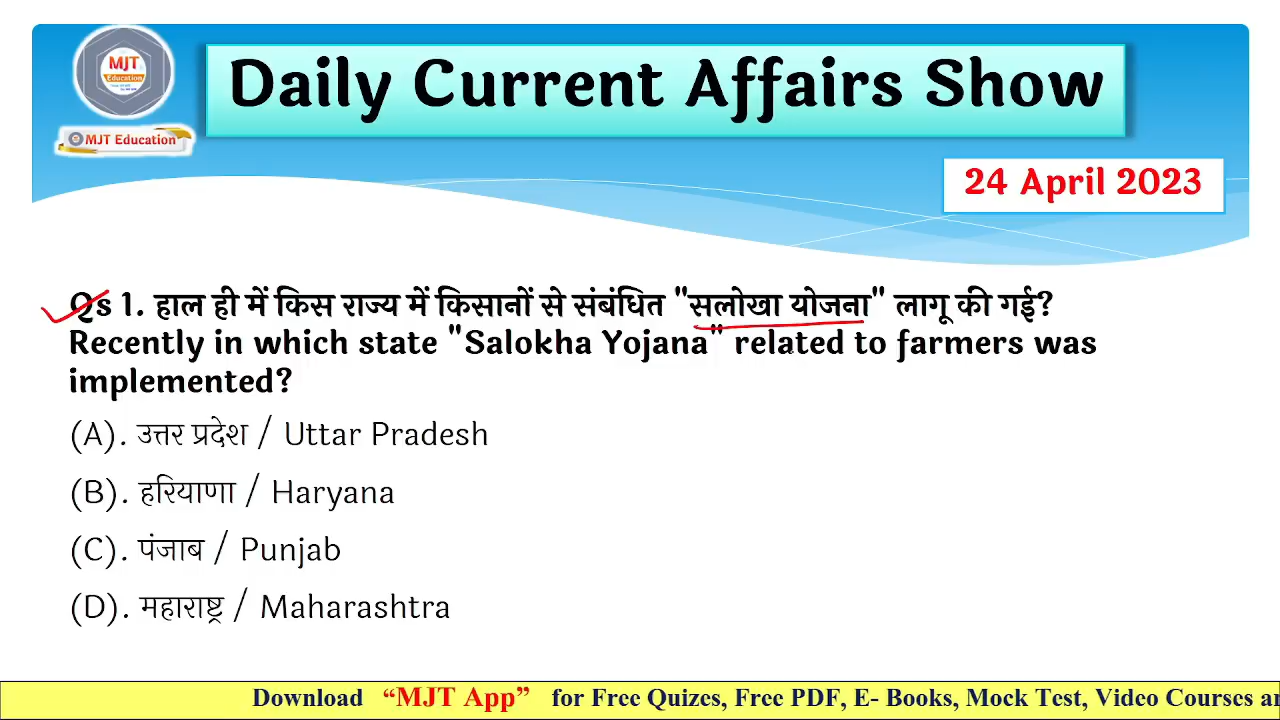 MJT
Education
MJT Education
Daily Current Affairs Show
24 April 2023
Qs 1. हाल ही में किस राज्य में किसानों से संबंधित "सलोखा योजना" लागू की गई?
Recently in which state "Salokha Yojana" related to farmers was
implemented?
(A). उत्तर प्रदेश / Uttar Pradesh
(B). हरियाणा / Haryana
(C). पंजाब / Punjab
(D). महाराष्ट्र / Maharashtra
Download “MJT App” for Free Quizes, Free PDF, E- Books, Mock Test, Video Courses